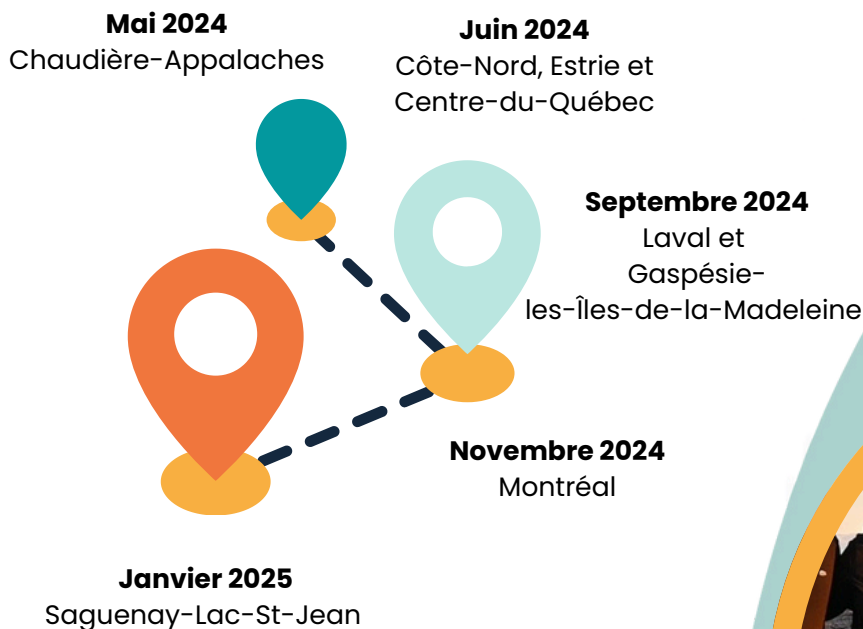 Mai 2024
Chaudière-Appalaches
Juin 2024
Côte-Nord, Estrie et
Centre-du-Québec
Septembre 2024
Laval et
Gaspésie-
les-Îles-de-la-Madeleine
Novembre 2024
Montréal
Janvier 2025
Saguenay-Lac-St-Jean